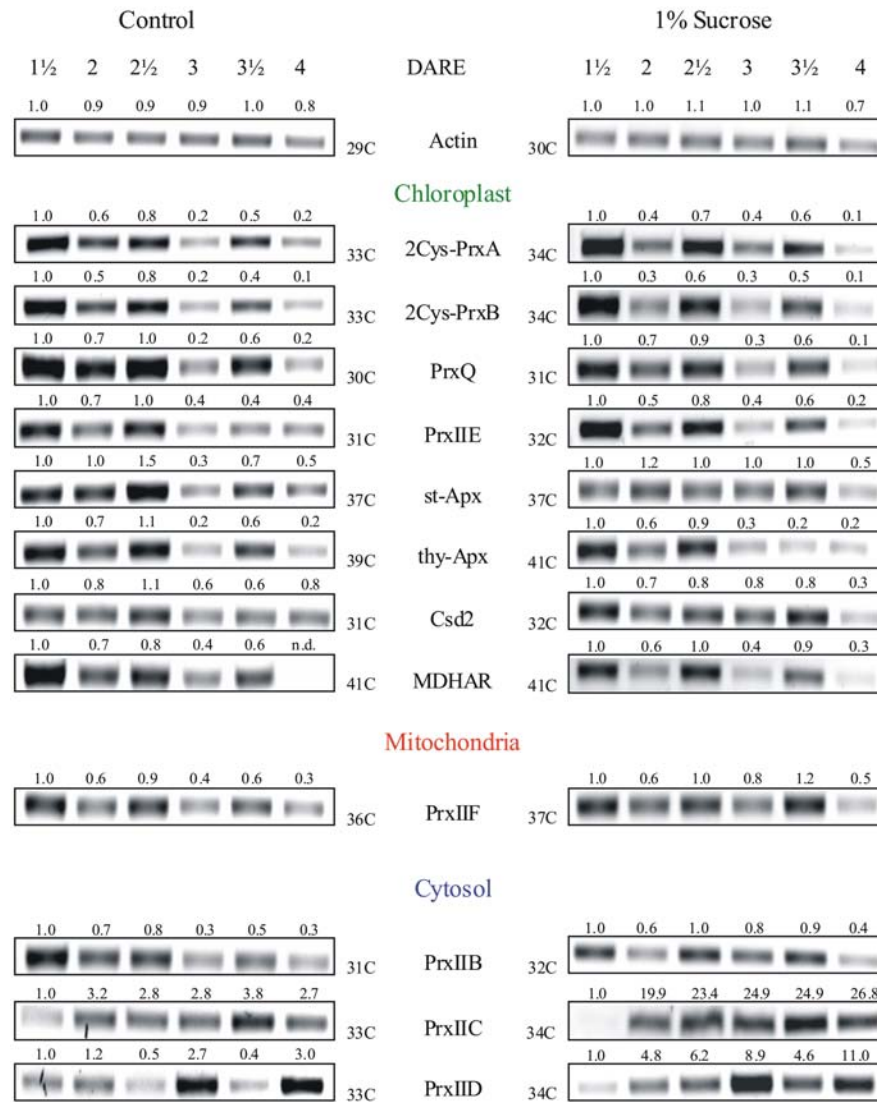 Control 1% Sucrose
1½ 2 2½ 3 3½ 4 DARE 1½ 2 2½ 3 3½ 4
1.0 0.9 0.9 0.9 1.0 0.8 1.0 1.0 1.1 1.0 1.1 0.7
29C Actin 30C
Chloroplast
1.0 0.6 0.8 0.2 0.5 0.2 1.0 0.4 0.7 0.4 0.6 0.1
33C 2Cys-PrxA 34C
1.0 0.5 0.8 0.2 0.4 0.1 1.0 0.3 0.6 0.3 0.5 0.1
33C 2Cys-PrxB 34C
1.0 0.7 1.0 0.2 0.6 0.2 1.0 0.7 0.9 0.3 0.6 0.1
30C PrxQ 31C
1.0 0.7 1.0 0.4 0.4 0.4 1.0 0.5 0.8 0.4 0.6 0.2
31C PrxIIE 32C
1.0 1.0 1.5 0.3 0.7 0.5 1.0 1.2 1.0 1.0 1.0 0.5
37C st-Apx 37C
1.0 0.7 1.1 0.2 0.6 0.2 1.0 0.6 0.9 0.3 0.2 0.2
39C thy-Apx 41C
1.0 0.8 1.1 0.6 0.6 0.8 1.0 0.7 0.8 0.8 0.8 0.3
31C Csd2 32C
1.0 0.7 0.8 0.4 0.6 n.d. 1.0 0.6 1.0 0.4 0.9 0.3
41C MDHAR 41C
Mitochondria
1.0 0.6 0.9 0.4 0.6 0.3 1.0 0.6 1.0 0.8 1.2 0.5
36C PrxIIF 37C
Cytosol
1.0 0.7 0.8 0.3 0.5 0.3 1.0 0.6 1.0 0.8 0.9 0.4
31C PrxIIB 32C
1.0 3.2 2.8 2.8 3.8 2.7 1.0 19.9 23.4 24.9 24.9 26.8
33C PrxIIC 34C
1.0 1.2 0.5 2.7 0.4 3.0 1.0 4.8 6.2 8.9 4.6 11.0
33C PrxIID 34C